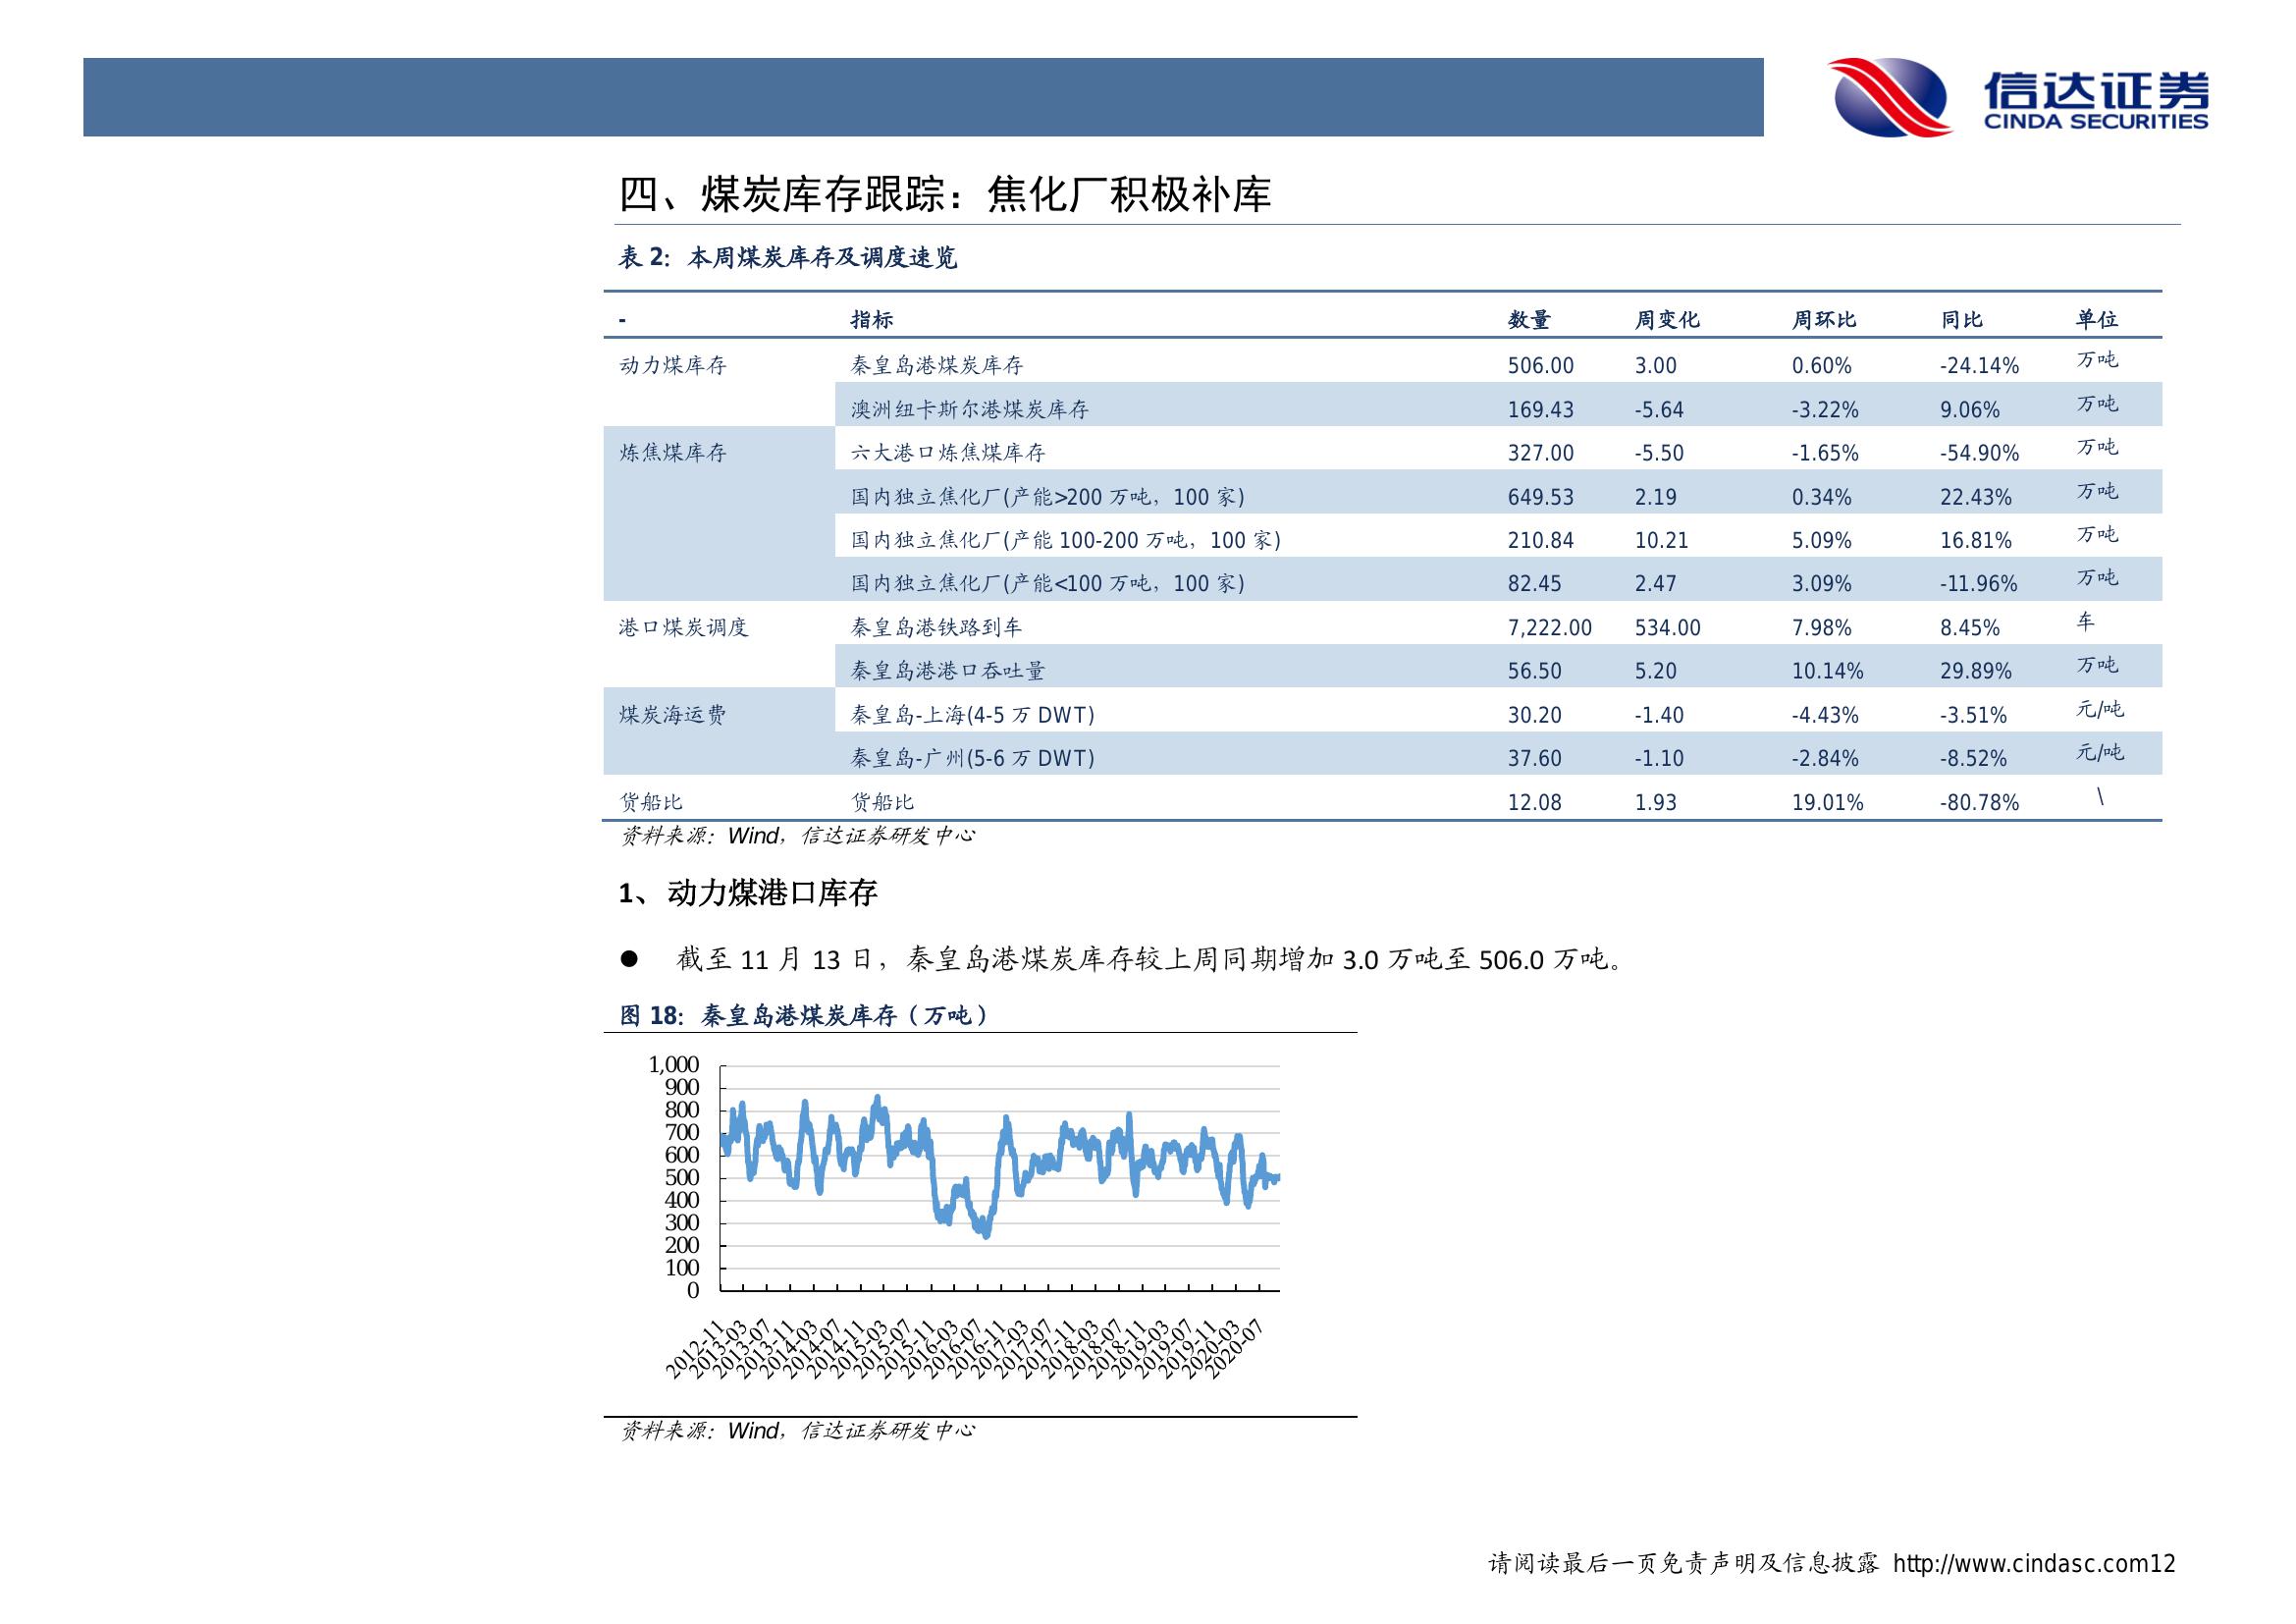 信达证券
CINDA SECURITIES
四、煤炭库存跟踪：焦化厂积极补库
表 2：本周煤炭库存及调度速览
- 指标 数量 周变化 周环比 同比 单位
动力煤库存 秦皇岛港煤炭库存 506.00 3.00 0.60% -24.14% 万吨
澳洲纽卡斯尔港煤炭库存 169.43 -5.64 -3.22% 9.06% 万吨
炼焦煤库存 六大港口炼焦煤库存 327.00 -5.50 -1.65% -54.90% 万吨
国内独立焦化厂(产能>200 万吨，100 家) 649.53 2.19 0.34% 22.43% 万吨
国内独立焦化厂(产能 100-200 万吨，100 家) 210.84 10.21 5.09% 16.81% 万吨
国内独立焦化厂(产能<100 万吨，100 家) 82.45 2.47 3.09% -11.96% 万吨
港口煤炭调度 秦皇岛港铁路到车 7,222.00 534.00 7.98% 8.45% 车
秦皇岛港港口吞吐量 56.50 5.20 10.14% 29.89% 万吨
煤炭海运费 秦皇岛-上海(4-5 万 DWT) 30.20 -1.40 -4.43% -3.51% 元/吨
秦皇岛-广州(5-6 万 DWT) 37.60 -1.10 -2.84% -8.52% 元/吨
货船比 货船比 12.08 1.93 19.01% -80.78% \
资料来源：Wind，信达证券研发中心
1、动力煤港口库存
● 截至 11 月 13 日，秦皇岛港煤炭库存较上周同期增加 3.0 万吨至 506.0 万吨。
图 18：秦皇岛港煤炭库存（万吨）
1,000
900
800
700
600
500
400
300
200
100
0
2012-11
2013-03
2013-07
2013-11
2014-03
2014-07
2014-11
2015-03
2015-07
2015-11
2016-03
2016-07
2016-11
2017-03
2017-07
2017-11
2018-03
2018-07
2018-11
2019-03
2019-07
2019-11
2020-03
2020-07
资料来源：Wind，信达证券研发中心
请阅读最后一页免责声明及信息披露 http://www.cindasc.com12